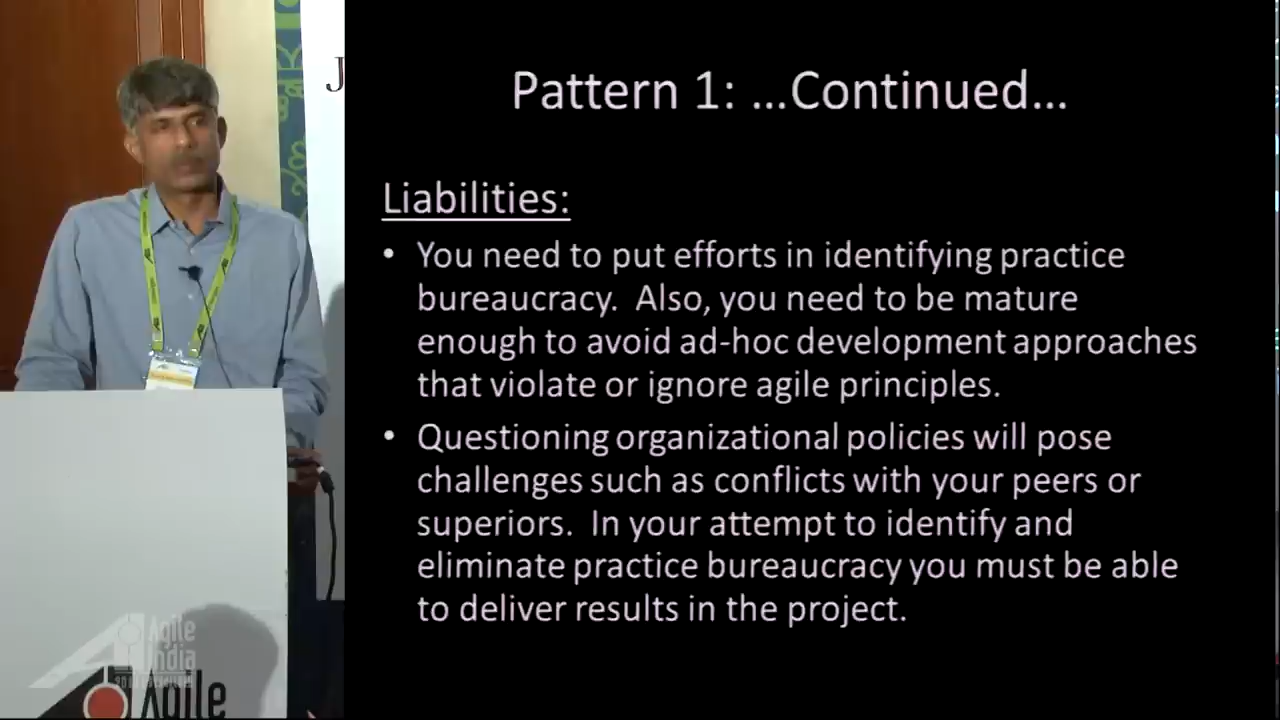 J
Pattern 1: …Continued…
Liabilities:
• You need to put efforts in identifying practice
bureaucracy. Also, you need to be mature
enough to avoid ad-hoc development approaches
that violate or ignore agile principles.
• Questioning organizational policies will pose
challenges such as conflicts with your peers or
superiors. In your attempt to identify and
eliminate practice bureaucracy you must be able
to deliver results in the project.
Agile
India
Agile